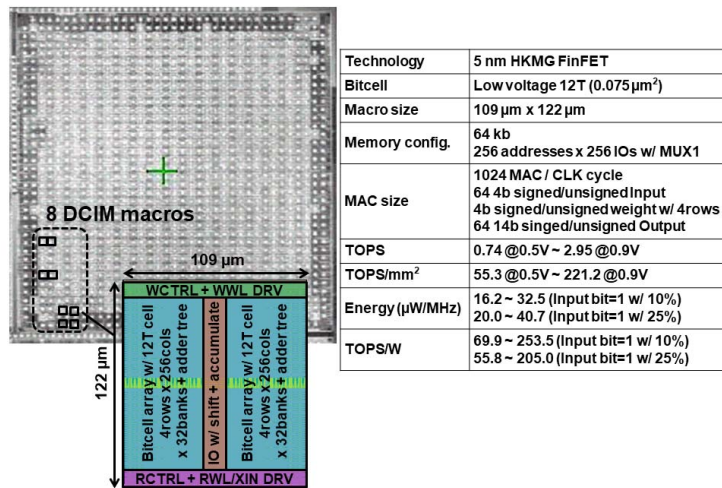 8 DCIM macros
109 µm
122 µm
WCTRL + WWL DRV
Bitcell array w/ 12T cell
4rows x 256cols
x 32banks + adder tree
IO w/ shift + accumulate
Bitcell array w/ 12T cell
4rows x 256cols
x 32banks + adder tree
RCTRL + RWL/XIN DRV
Technology 5 nm HKMG FinFET
Bitcell Low voltage 12T (0.075µm²)
Macro size 109 µm x 122 µm
Memory config. 64 kb
256 addresses x 256 IOs w/ MUX1
MAC size 1024 MAC / CLK cycle
64 4b signed/unsigned Input
4b signed/unsigned weight w/ 4rows
64 14b singed/unsigned Output
TOPS 0.74 @0.5V ~ 2.95 @0.9V
TOPS/mm² 55.3 @0.5V ~ 221.2 @0.9V
Energy (µW/MHz) 16.2 ~ 32.5 (Input bit=1 w/ 10%)
20.0 ~ 40.7 (Input bit=1 w/ 25%)
TOPS/W 69.9 ~ 253.5 (Input bit=1 w/ 10%)
55.8 ~ 205.0 (Input bit=1 w/ 25%)